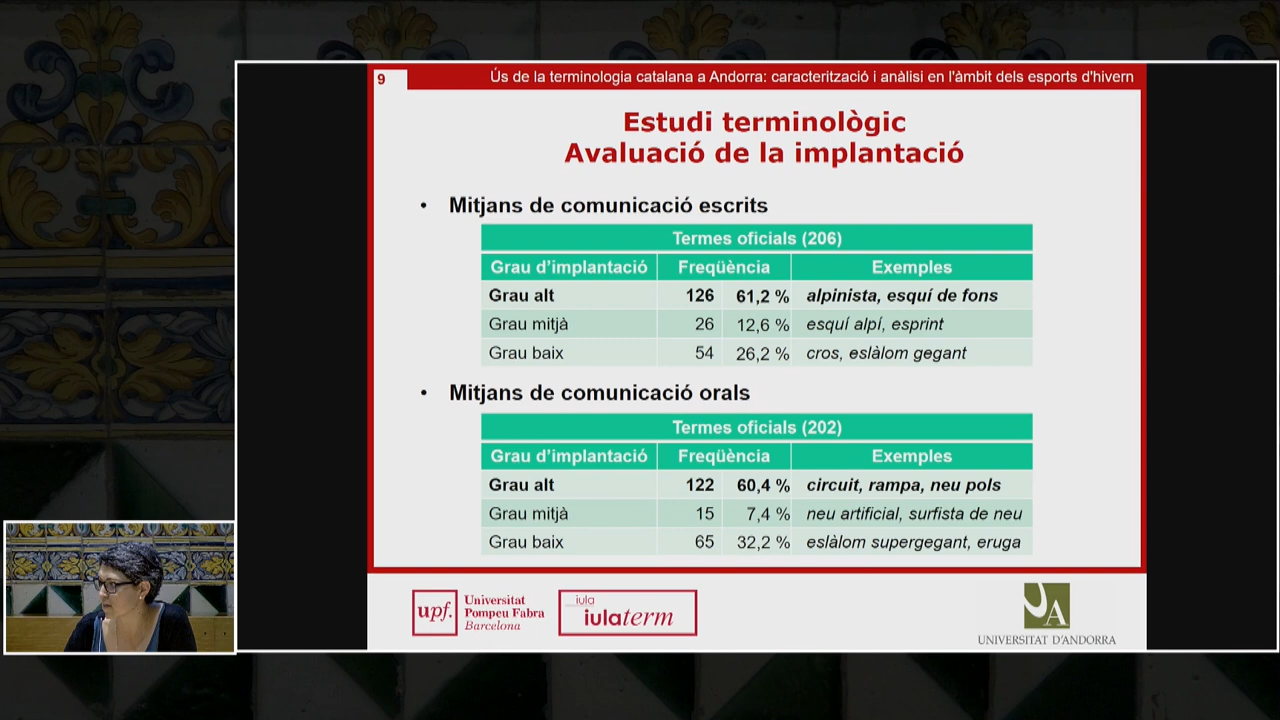 9
Ús de la terminologia catalana a Andorra: caracterització i anàlisi en l'àmbit dels esports d'hivern
Estudi terminològic
Avaluació de la implantació
• Mitjans de comunicació escrits
Termes oficials (206)
Grau d'implantació Freqüència Exemples
Grau alt 126 61,2 % alpinista, esquí de fons
Grau mitjà 26 12,6 % esquí alpí, esprint
Grau baix 54 26,2 % cros, eslàlom gegant
• Mitjans de comunicació orals
Termes oficials (202)
Grau d'implantació Freqüència Exemples
Grau alt 122 60,4 % circuit, rampa, neu pols
Grau mitjà 15 7,4 % neu artificial, surfista de neu
Grau baix 65 32,2 % eslàlom supergegant, eruga
upf.
Universitat
Pompeu Fabra
Barcelona
iula
iulaterm
UA
UNIVERSITAT D'ANDORRA